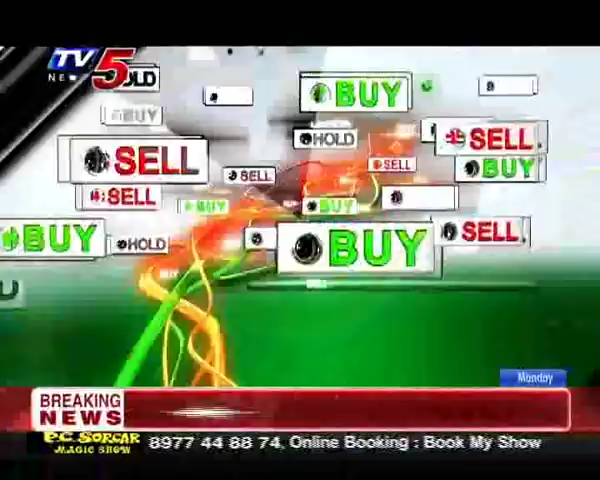 TV5
NEWS
HOLD
BUY
BUY
HOLD
SELL
SELL
BUY
SELL
SELL
SELL
BUY
BUY
BUY
HOLD
BUY
SELL
Monday
BREAKING
NEWS
P.C. SORCAR
MAGIC SHOW
8977 44 88 74, Online Booking : Book My Show